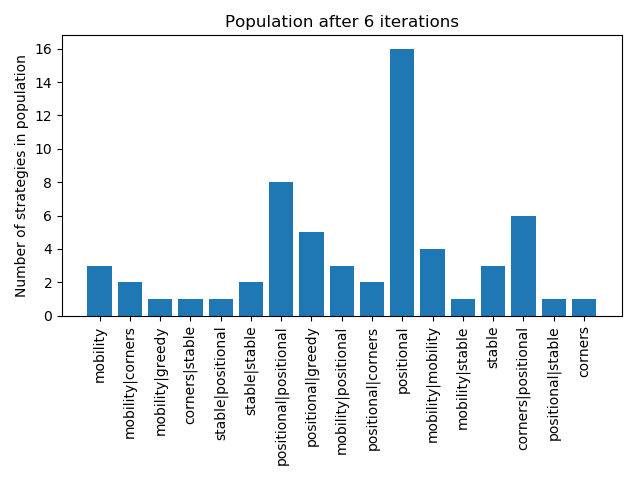 Population after 6 iterations
Number of strategies in population
16
14
12
10
8
6
4
2
0
mobility
mobility|corners
mobility|greedy
corners|stable
stable|positional
stable|stable
positional|positional
positional|greedy
mobility|positional
positional|corners
positional
mobility|mobility
mobility|stable
stable
corners|positional
positional|stable
corners